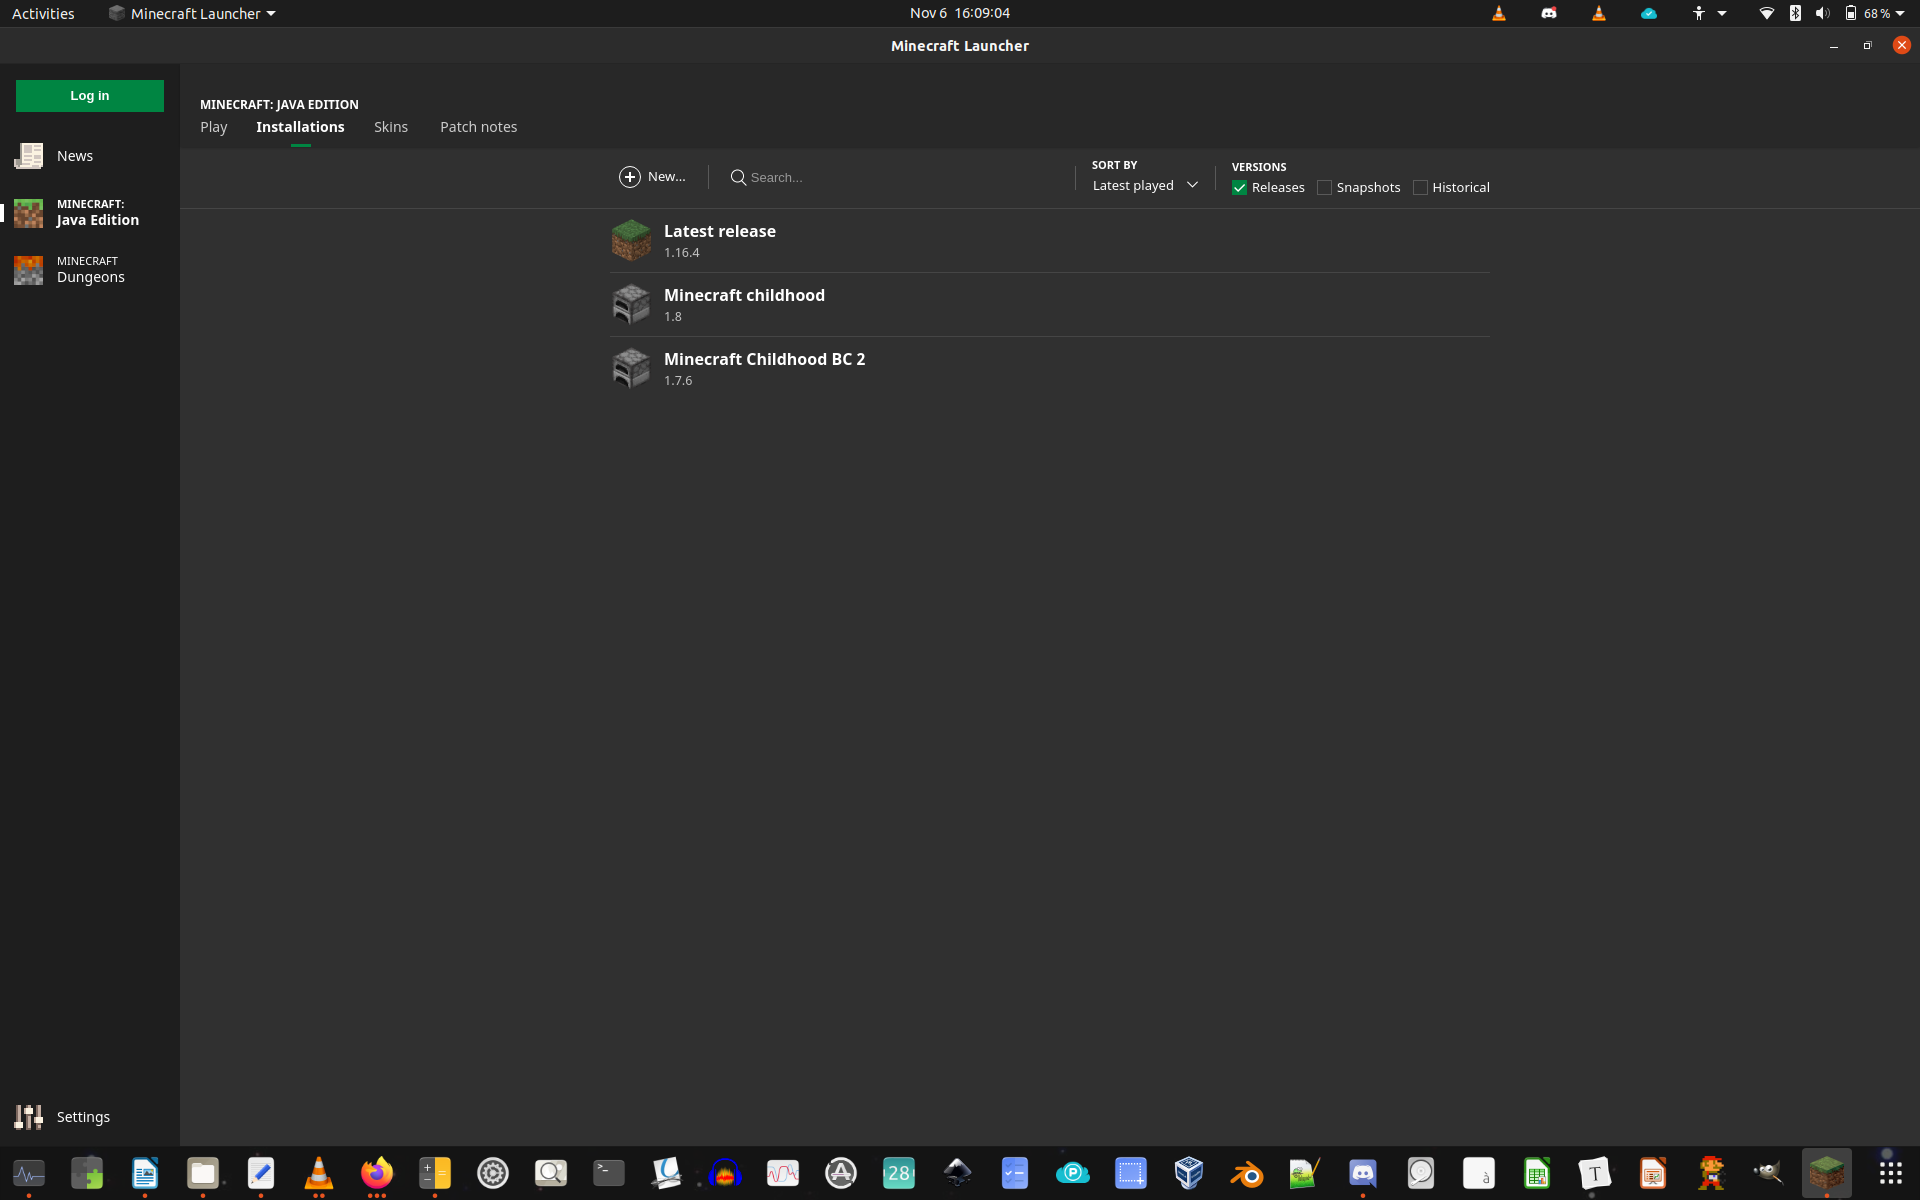 Activities
Minecraft Launcher
Nov 6 16:09:04
68 %
Minecraft Launcher
Log in
News
MINECRAFT:
Java Edition
MINECRAFT
Dungeons
Settings
MINECRAFT: JAVA EDITION
Play Installations Skins Patch notes
New...
Search...
SORT BY
Latest played
VERSIONS
Releases Snapshots Historical
Latest release
1.16.4
Minecraft childhood
1.8
Minecraft Childhood BC 2
1.7.6
28
P
T
à